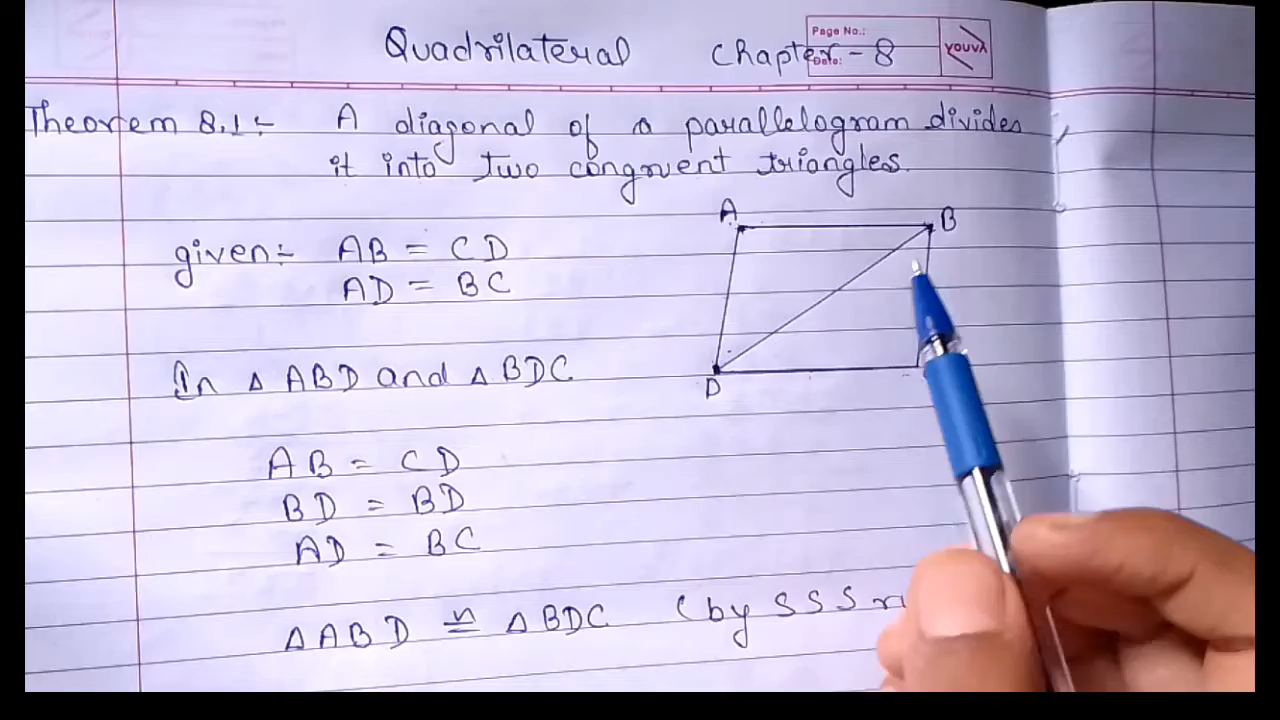 Page No.:
Quadrilateral Chapter - 8
Date:
YOUVA
Theorem 8.1 :- A diagonal of a parallelogram divides
it into two congruent triangles.
A
B
given :- AB = CD
AD = BC
In △ ABD and △ BDC
D
AB = CD
BD = BD
AD = BC
△ABD ≅ △BDC (by SSS